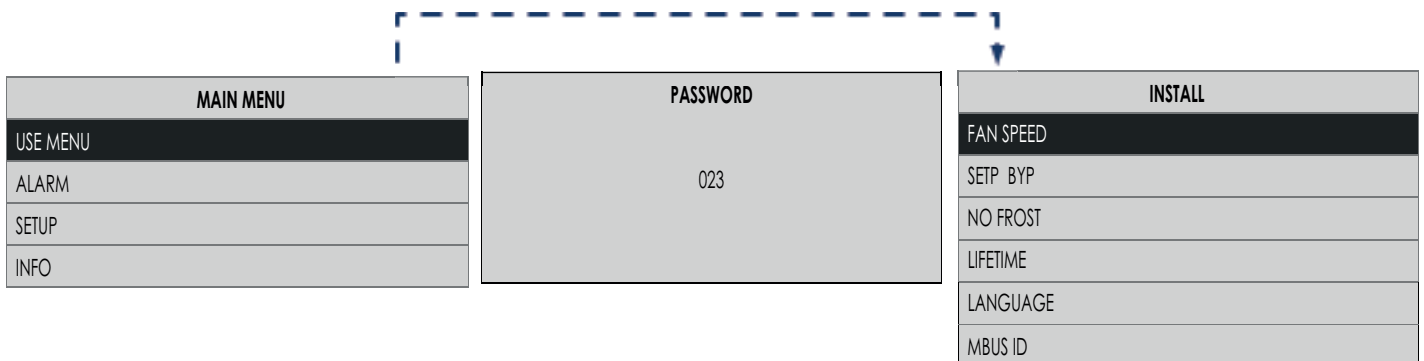 MAIN MENU
USE MENU
ALARM
SETUP
INFO
PASSWORD
023
INSTALL
FAN SPEED
SETP BYP
NO FROST
LIFETIME
LANGUAGE
MBUS ID